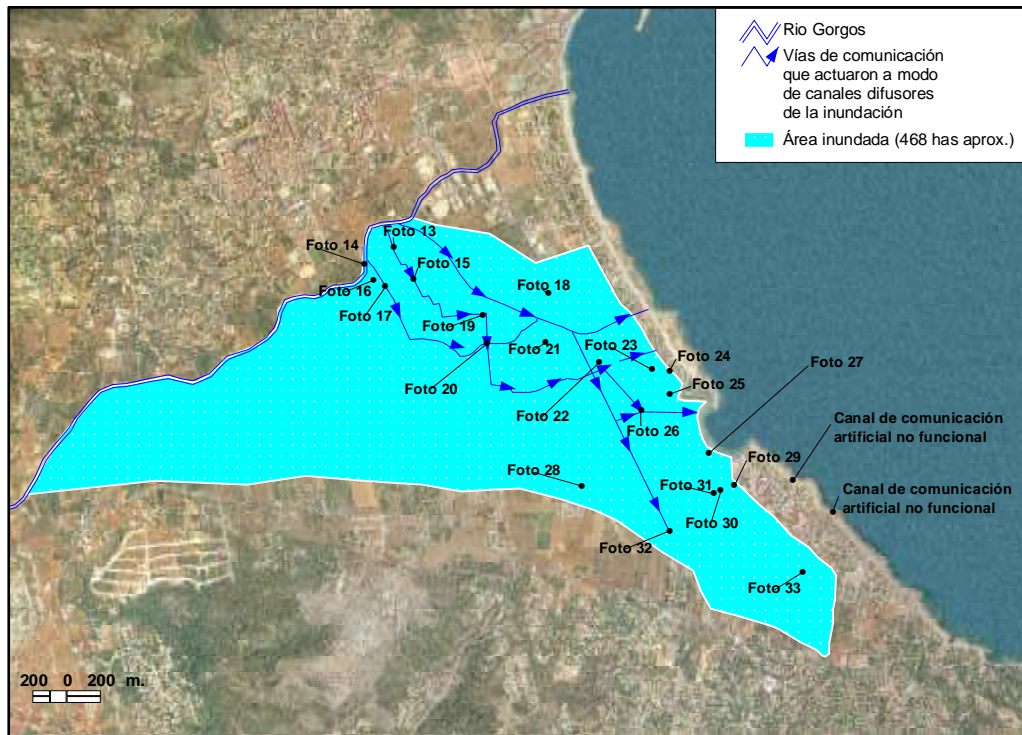 Rio Gorgos
Vías de comunicación
que actuaron a modo
de canales difusores
de la inundación
Área inundada (468 has aprox.)
Foto 13
Foto 14
Foto 15
Foto 16
Foto 17
Foto 18
Foto 19
Foto 20
Foto 21
Foto 22
Foto 23
Foto 24
Foto 25
Foto 26
Foto 27
Canal de comunicación
artificial no funcional
Foto 28
Foto 29
Foto 31
Foto 30
Canal de comunicación
artificial no funcional
Foto 32
Foto 33
200 0 200 m.